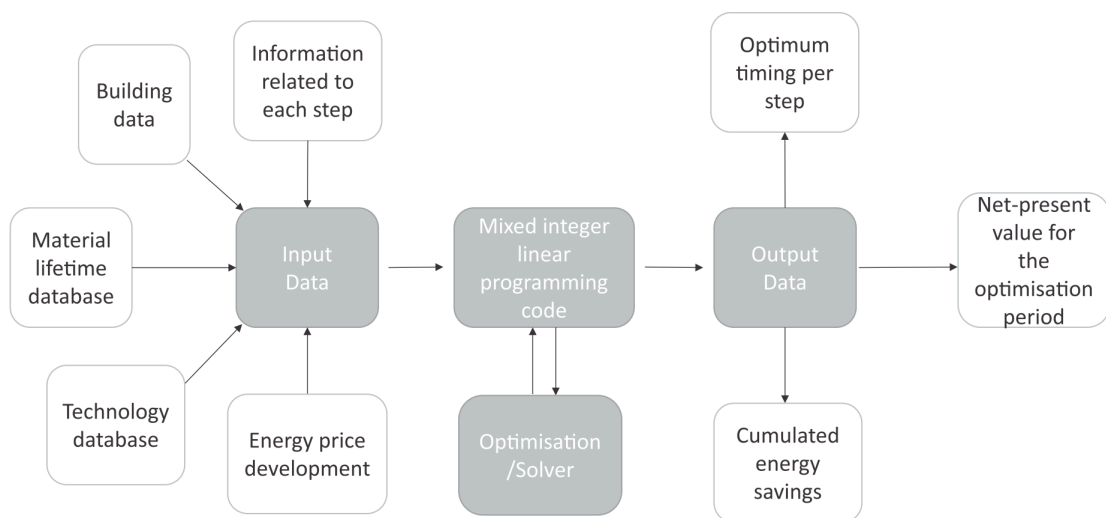 Building
data
Information
related to
each step
Optimum
timing per
step
Material
lifetime
database
Input
Data
Mixed integer
linear
programming
code
Output
Data
Net-present
value for
the
optimisation
period
Technology
database
Energy price
development
Optimisation
/Solver
Cumulated
energy
savings